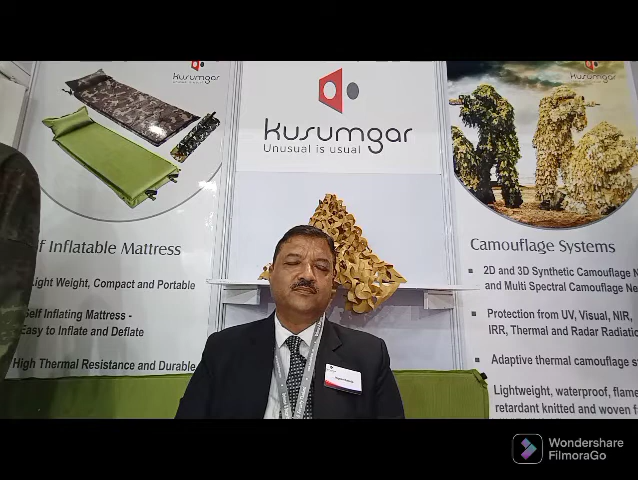 kusumgar
kusumgar
kusumgar
Unusual is usual
f Inflatable Mattress
Light Weight, Compact and Portable
Self Inflating Mattress -
Easy to Inflate and Deflate
High Thermal Resistance and Durable
Camouflage Systems
2D and 3D Synthetic Camouflage N
and Multi Spectral Camouflage Ne
Protection from UV, Visual, NIR,
IRR, Thermal and Radar Radiatio
Adaptive thermal camouflage s
Lightweight, waterproof, flame
retardant knitted and woven f
Wondershare
FilmoraGo